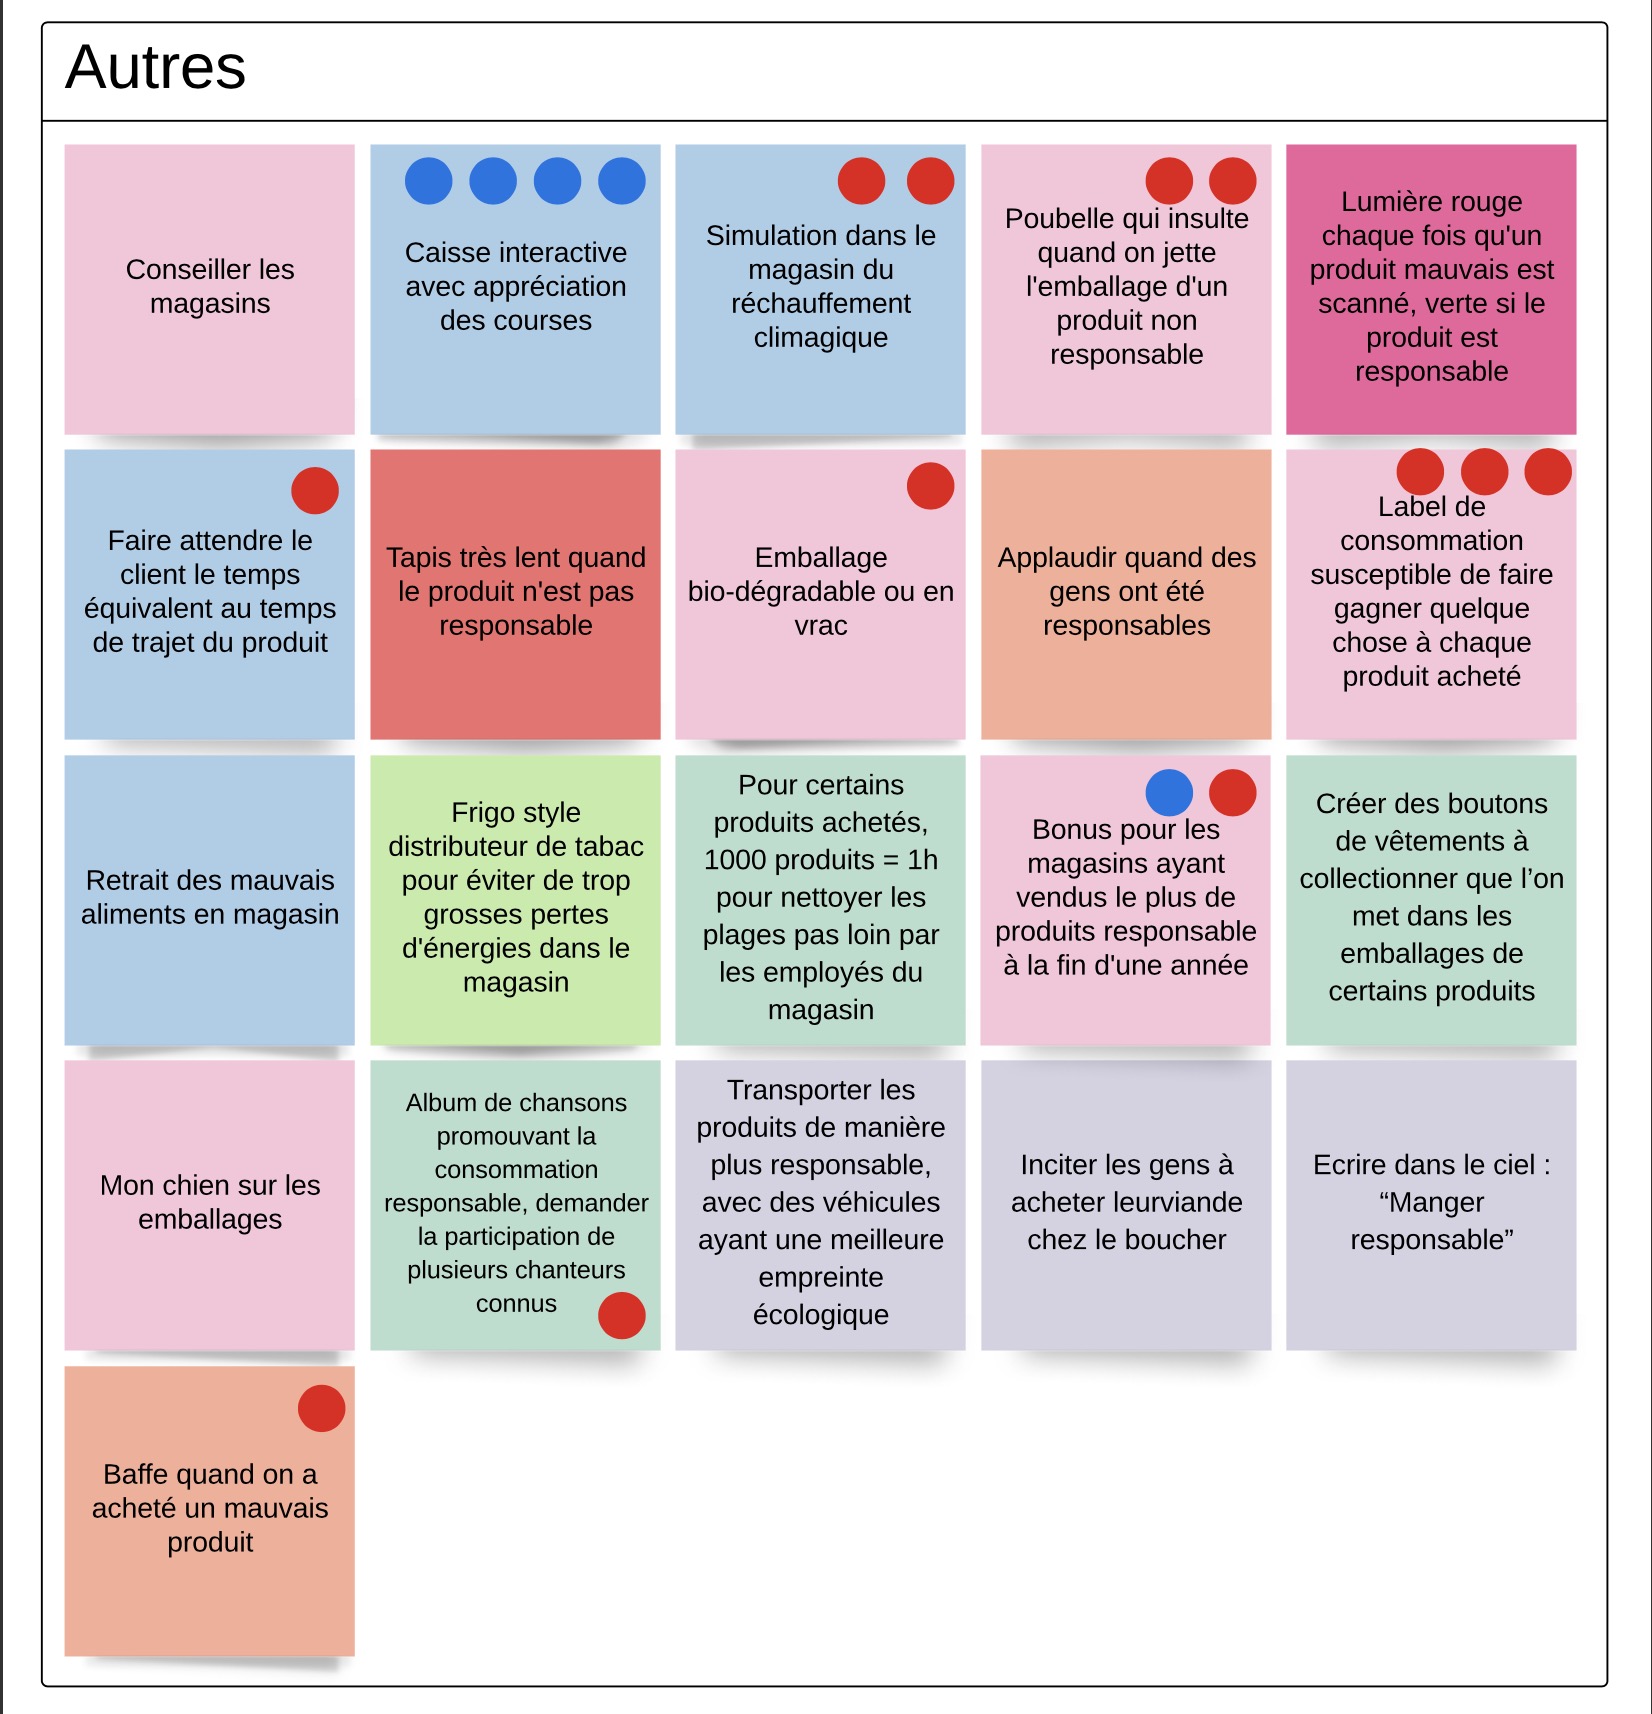 Autres
Conseiller les
magasins
Caisse interactive
avec appréciation
des courses
Simulation dans le
magasin du
réchauffement
climagique
Poubelle qui insulte
quand on jette
l'emballage d'un
produit non
responsable
Lumière rouge
chaque fois qu'un
produit mauvais est
scanné, verte si le
produit est
responsable
Faire attendre le
client le temps
équivalent au temps
de trajet du produit
Tapis très lent quand
le produit n'est pas
responsable
Emballage
bio-dégradable ou en
vrac
Applaudir quand des
gens ont été
responsables
Label de
consommation
susceptible de faire
gagner quelque
chose à chaque
produit acheté
Retrait des mauvais
aliments en magasin
Frigo style
distributeur de tabac
pour éviter de trop
grosses pertes
d'énergies dans le
magasin
Pour certains
produits achetés,
1000 produits = 1h
pour nettoyer les
plages pas loin par
les employés du
magasin
Bonus pour les
magasins ayant
vendus le plus de
produits responsable
à la fin d'une année
Créer des boutons
de vêtements à
collectionner que l’on
met dans les
emballages de
certains produits
Mon chien sur les
emballages
Album de chansons
promouvant la
consommation
responsable, demander
la participation de
plusieurs chanteurs
connus
Transporter les
produits de manière
plus responsable,
avec des véhicules
ayant une meilleure
empreinte
écologique
Inciter les gens à
acheter leurviande
chez le boucher
Ecrire dans le ciel :
“Manger
responsable”
Baffe quand on a
acheté un mauvais
produit